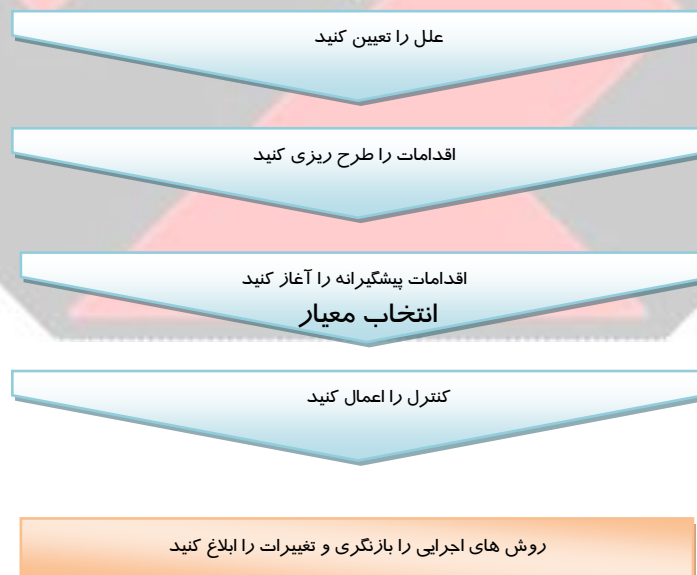 علل را تعیین کنید
اقدامات را طرح ریزی کنید
اقدامات پیشگیرانه را آغاز کنید
انتخاب معیار
کنترل را اعمال کنید
روش های اجرایی را بازنگری و تغییرات را ابلاغ کنید